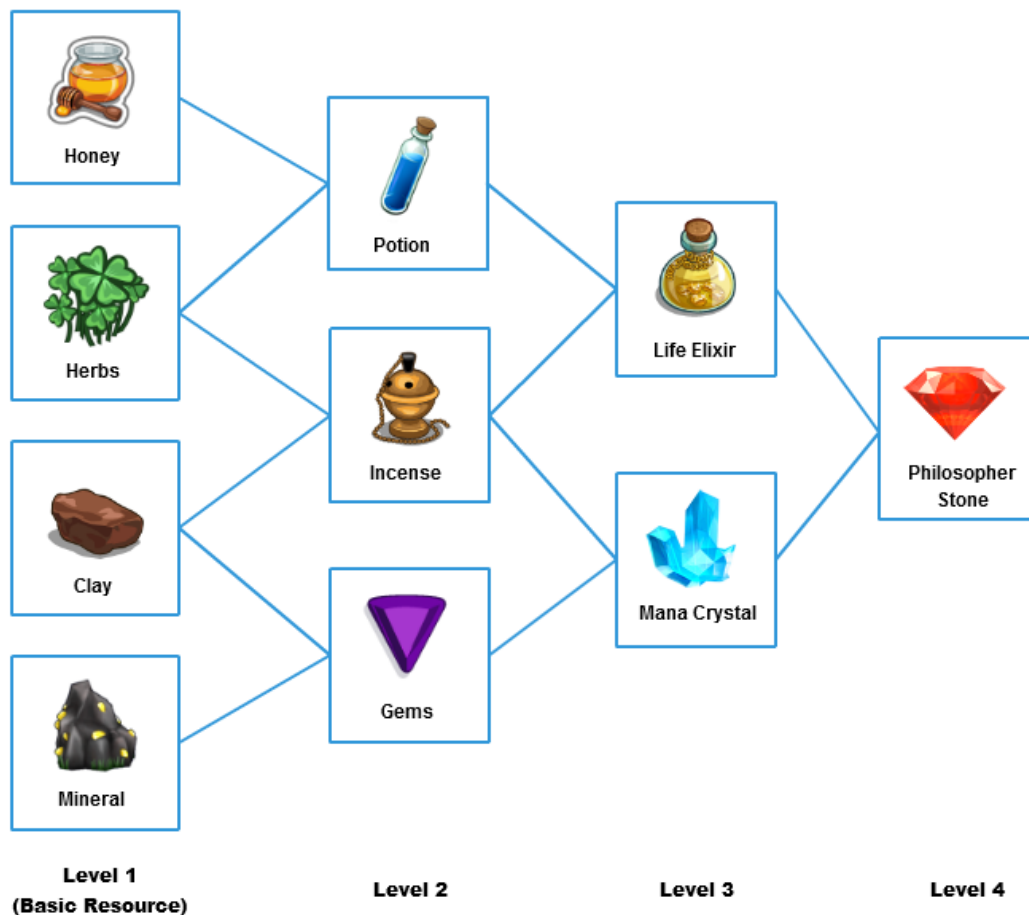 Honey
Herbs
Clay
Mineral
Potion
Incense
Gems
Life Elixir
Mana Crystal
Philosopher
Stone
Level 1
(Basic Resource)
Level 2
Level 3
Level 4